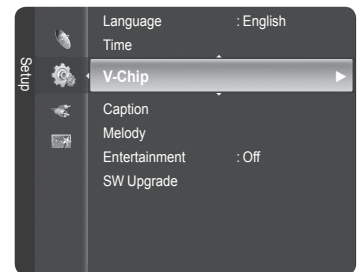 Setup
Language : English
Time
V-Chip
Caption
Melody
Entertainment : Off
SW Upgrade